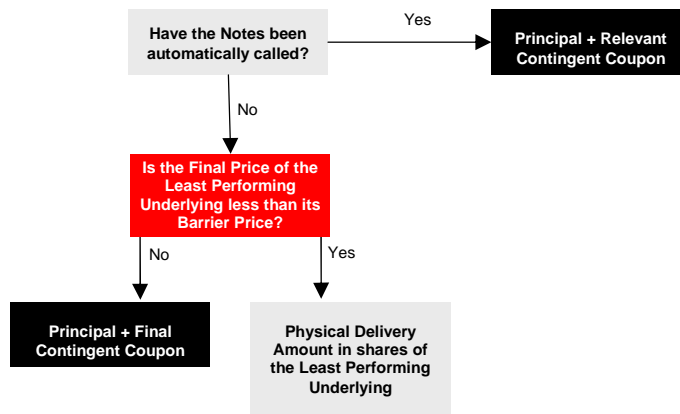 Have the Notes been
automatically called?
Yes
Principal + Relevant
Contingent Coupon
No
Is the Final Price of the
Least Performing
Underlying less than its
Barrier Price?
No
Yes
Principal + Final
Contingent Coupon
Physical Delivery
Amount in shares of
the Least Performing
Underlying